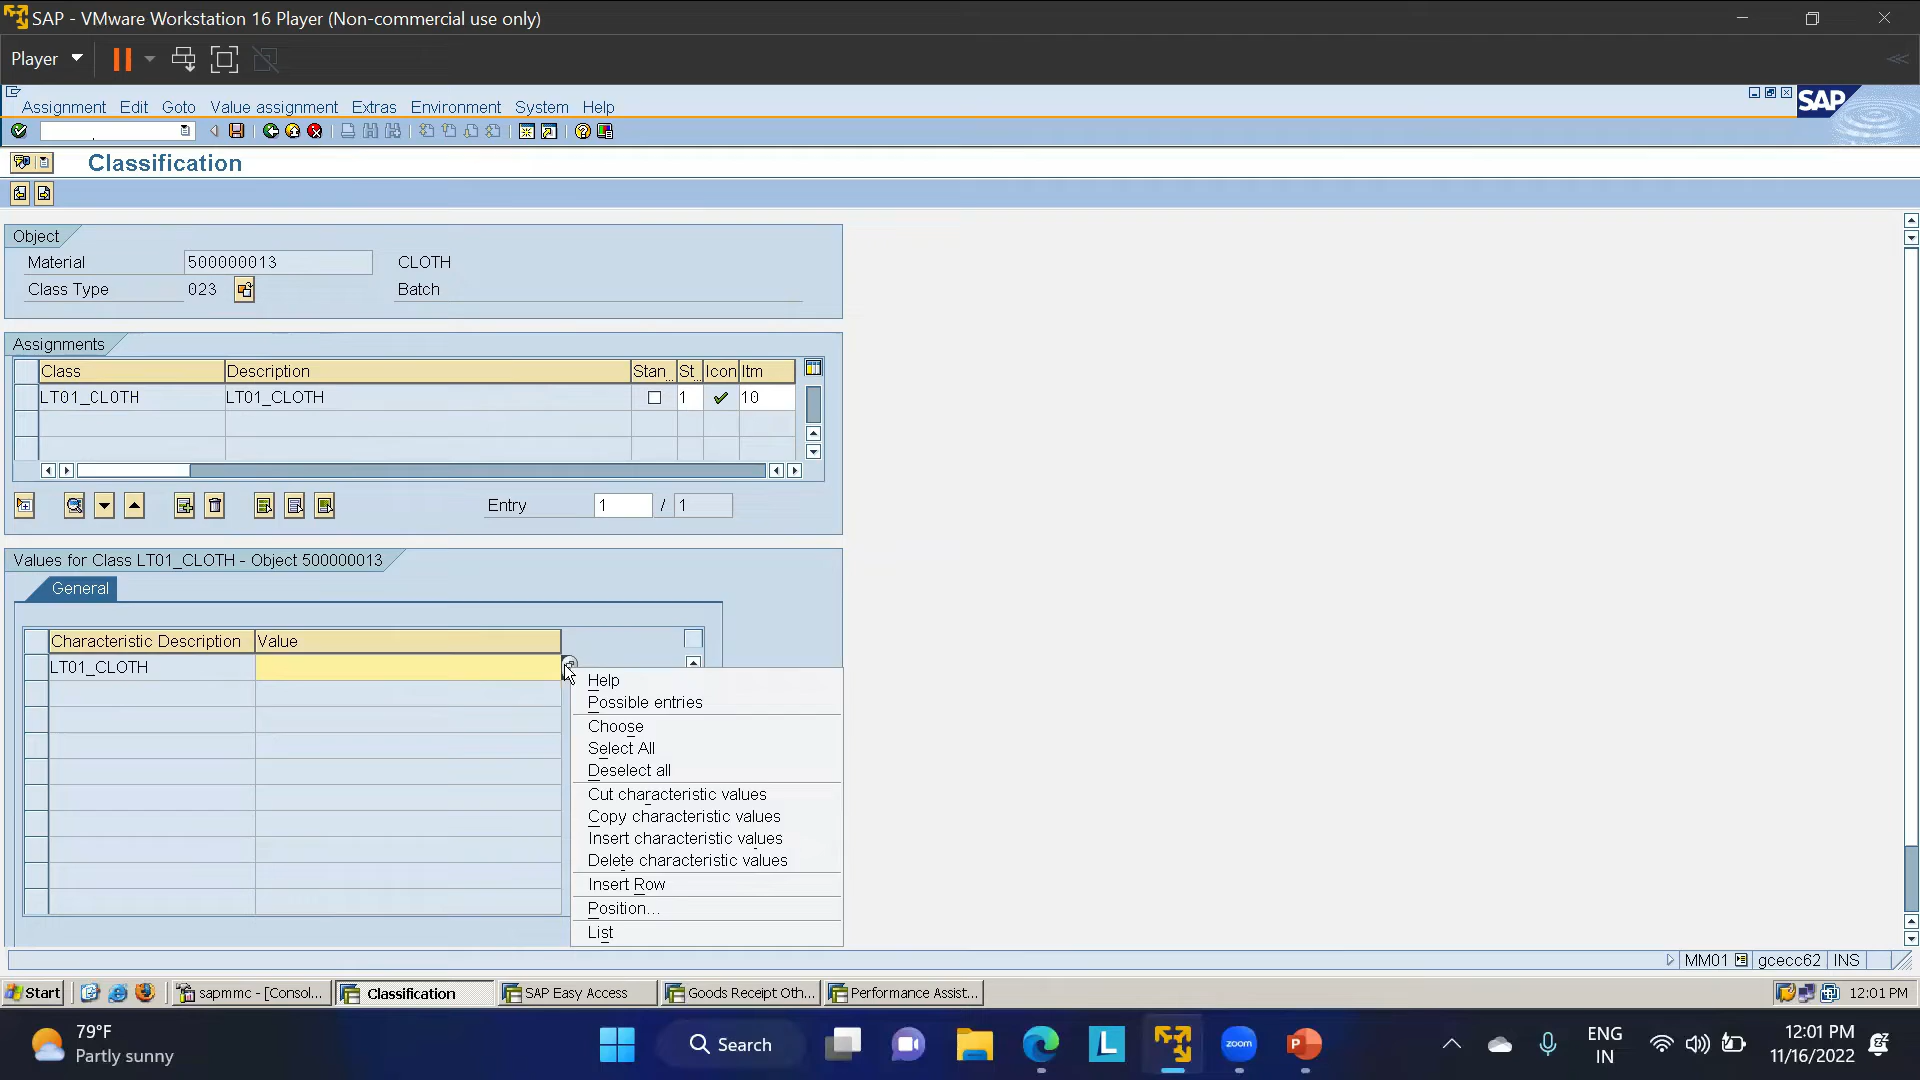 SAP - VMware Workstation 16 Player (Non-commercial use only)
Player
Assignment Edit Goto Value assignment Extras Environment System Help
SAP
Classification
Object
Material 500000013 CLOTH
Class Type 023 Batch
Assignments
Class Description Stan... St... Icon Itm
LT01_CLOTH LT01_CLOTH 1 10
Entry 1 / 1
Values for Class LT01_CLOTH - Object 500000013
General
Characteristic Description Value
LT01_CLOTH
Help
Possible entries
Choose
Select All
Deselect all
Cut characteristic values
Copy characteristic values
Insert characteristic values
Delete characteristic values
Insert Row
Position...
List
MM01 gcecc62 INS
Start sapmmc - [Consol... Classification SAP Easy Access Goods Receipt Oth... Performance Assist... 12:01 PM
79°F
Partly sunny
Search
L
zoom
P
ENG
IN
12:01 PM
11/16/2022